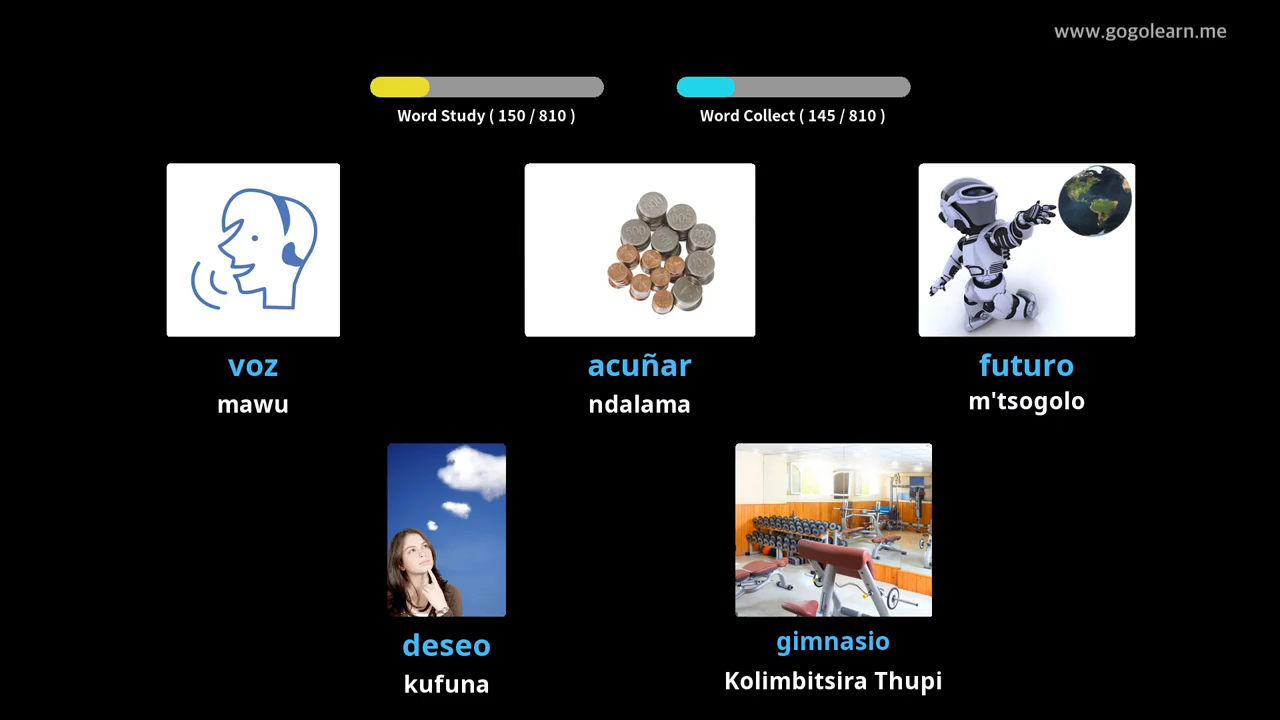 www.gogolearn.me
Word Study ( 150 / 810 )
Word Collect ( 145 / 810 )
voz
mawu
acuñar
ndalama
futuro
m'tsogolo
deseo
kufuna
gimnasio
Kolimbitsira Thupi